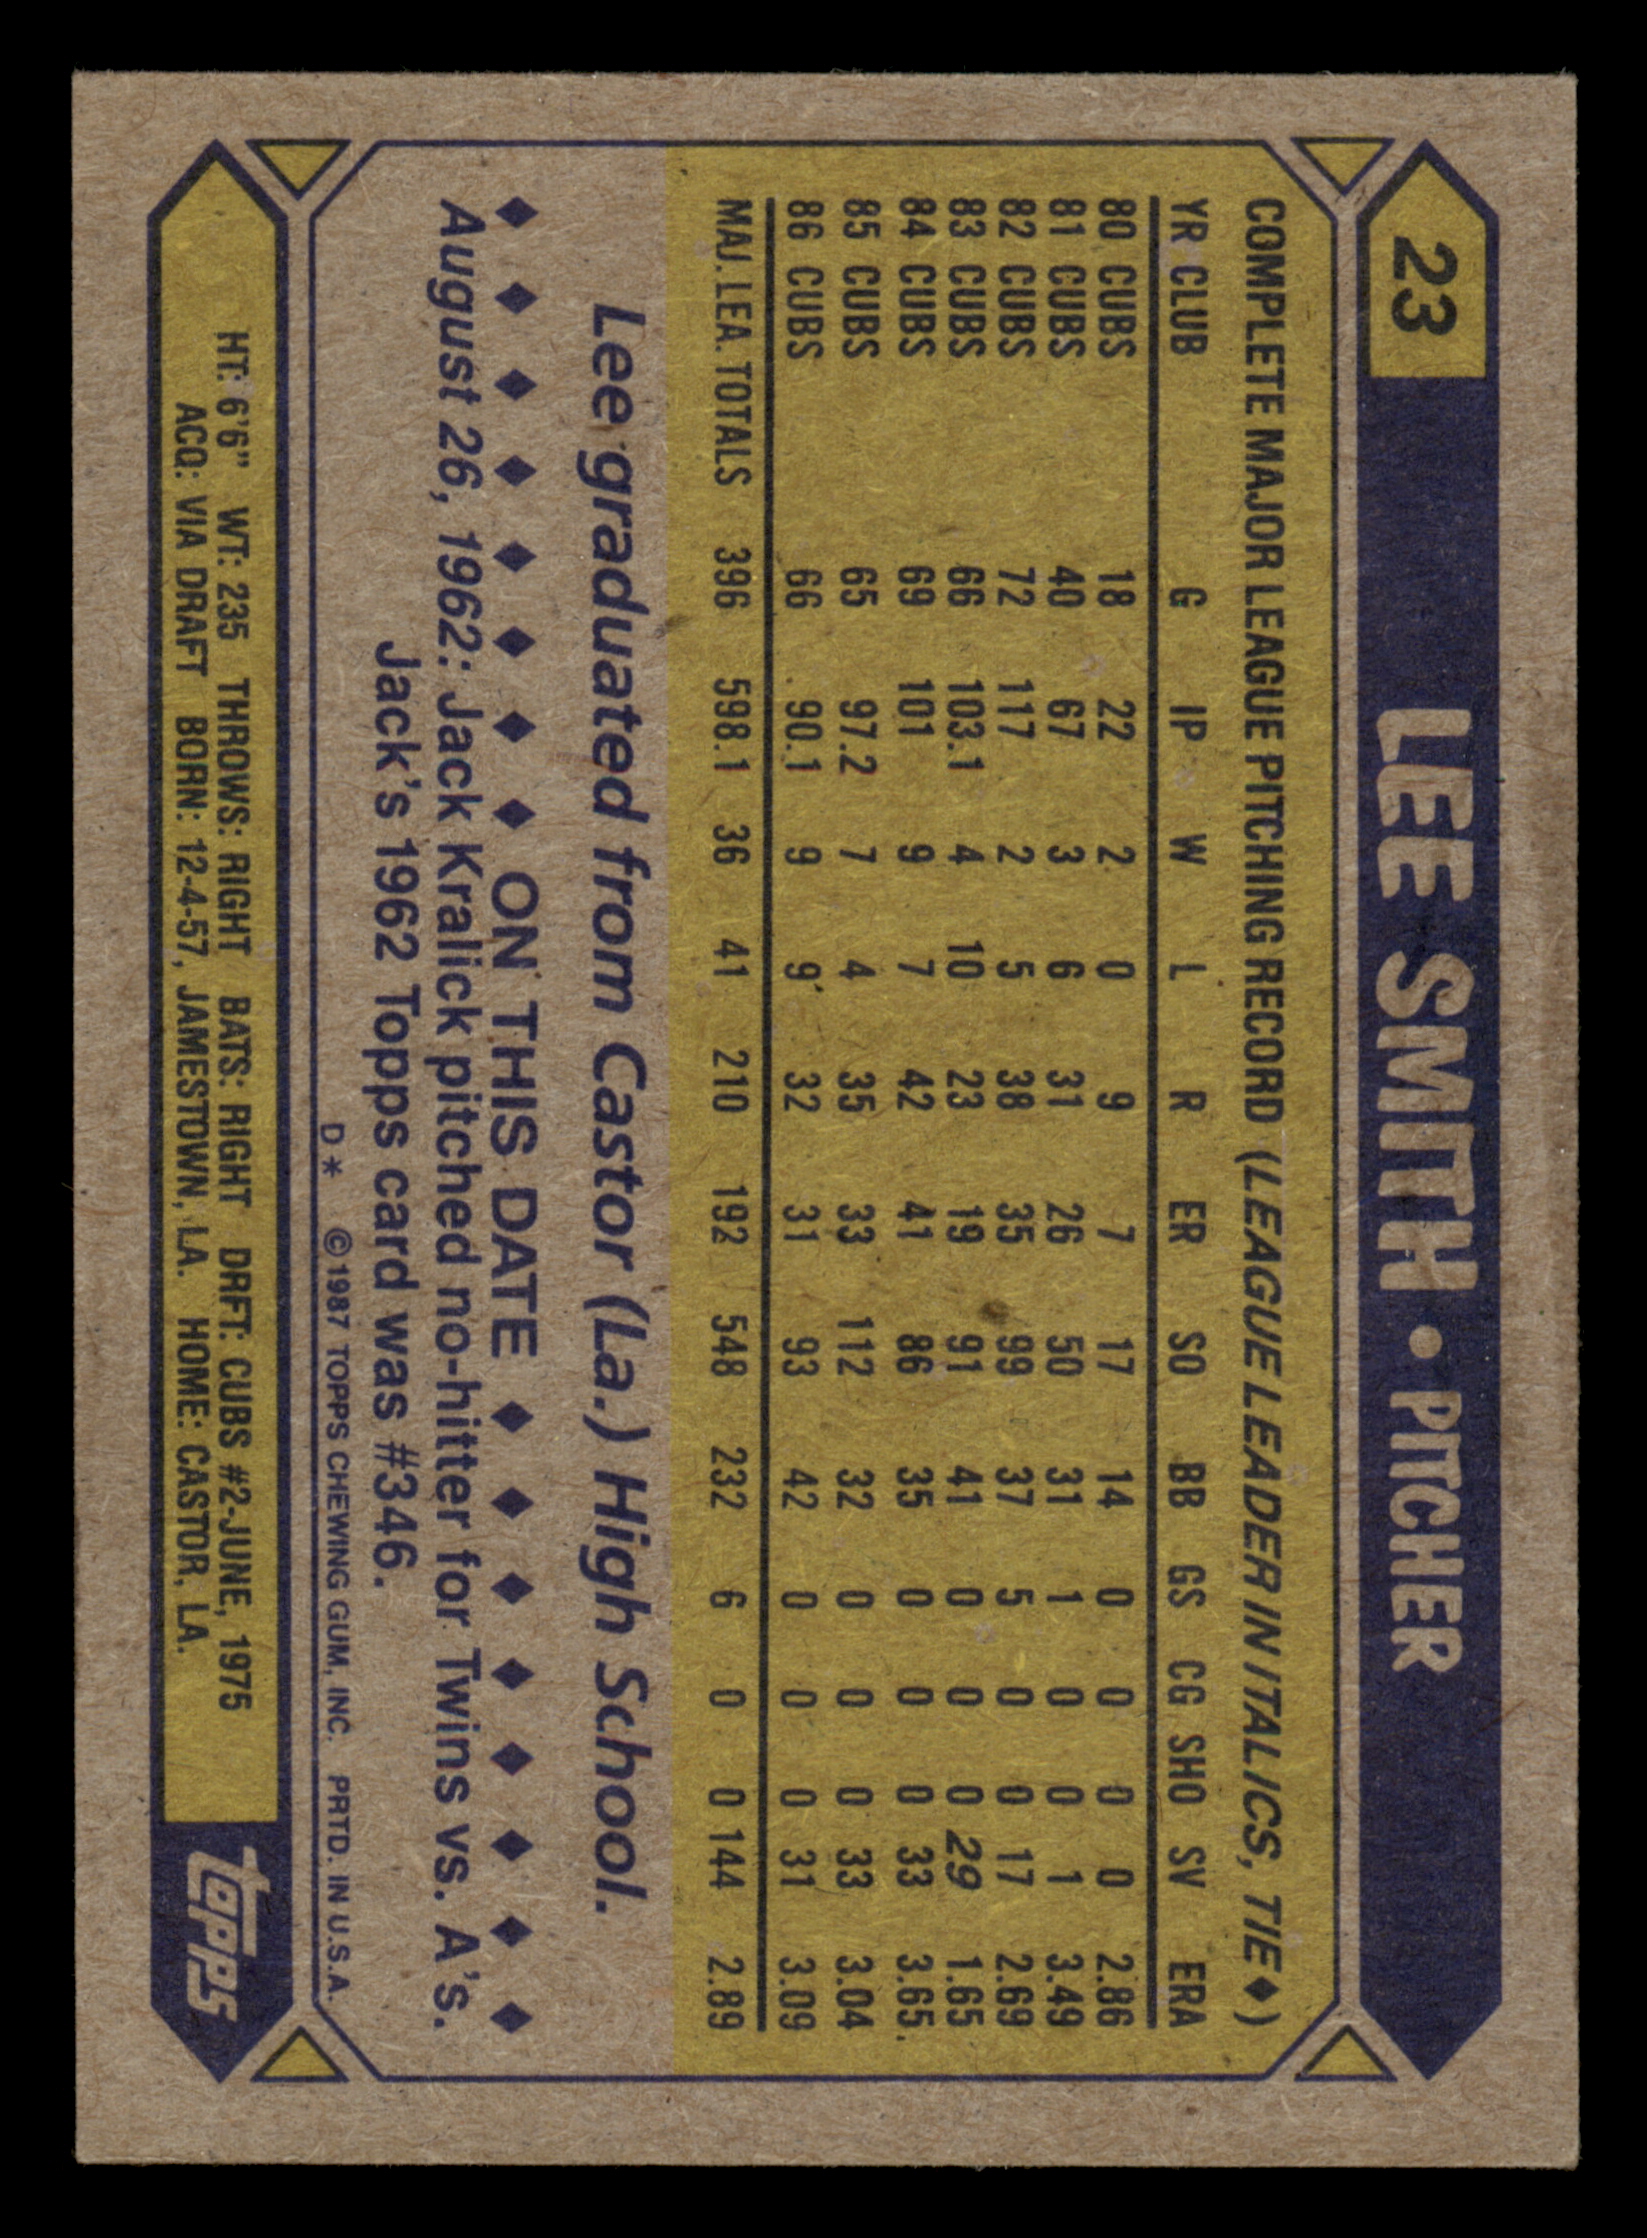 23 LEE SMITH • PITCHER
COMPLETE MAJOR LEAGUE PITCHING RECORD (LEAGUE LEADER IN ITALICS, TIE ♦)
YR CLUB G IP W L R ER SO BB GS CG SHO SV ERA
80 CUBS 18 22 2 0 9 7 17 14 0 0 0 0 2.86
81 CUBS 40 67 3 6 31 26 50 31 1 0 0 1 3.49
82 CUBS 72 117 2 5 38 35 99 37 5 0 0 17 2.69
83 CUBS 66 103.1 4 10 23 19 91 41 0 0 0 29 1.65
84 CUBS 69 101 9 7 42 41 86 35 0 0 0 33 3.65
85 CUBS 65 97.2 7 4 35 33 112 32 0 0 0 33 3.04
86 CUBS 66 90.1 9 9 32 31 93 42 0 0 0 31 3.09
MAJ. LEA. TOTALS 396 598.1 36 41 210 192 548 232 6 0 0 144 2.89
Lee graduated from Castor (La.) High School.
♦ ♦ ♦ ♦ ♦ ♦ ♦ ♦ ON THIS DATE ♦ ♦ ♦ ♦ ♦ ♦ ♦ ♦
August 26, 1962: Jack Kralick pitched no-hitter for Twins vs. A's.
Jack's 1962 Topps card was #346.
D* ©1987 TOPPS CHEWING GUM, INC. PRTD. IN U.S.A.
HT: 6'6" WT: 235 THROWS: RIGHT BATS: RIGHT DRFT: CUBS #2-JUNE, 1975
ACQ: VIA DRAFT BORN: 12-4-57, JAMESTOWN, LA. HOME: CASTOR, LA.
topps